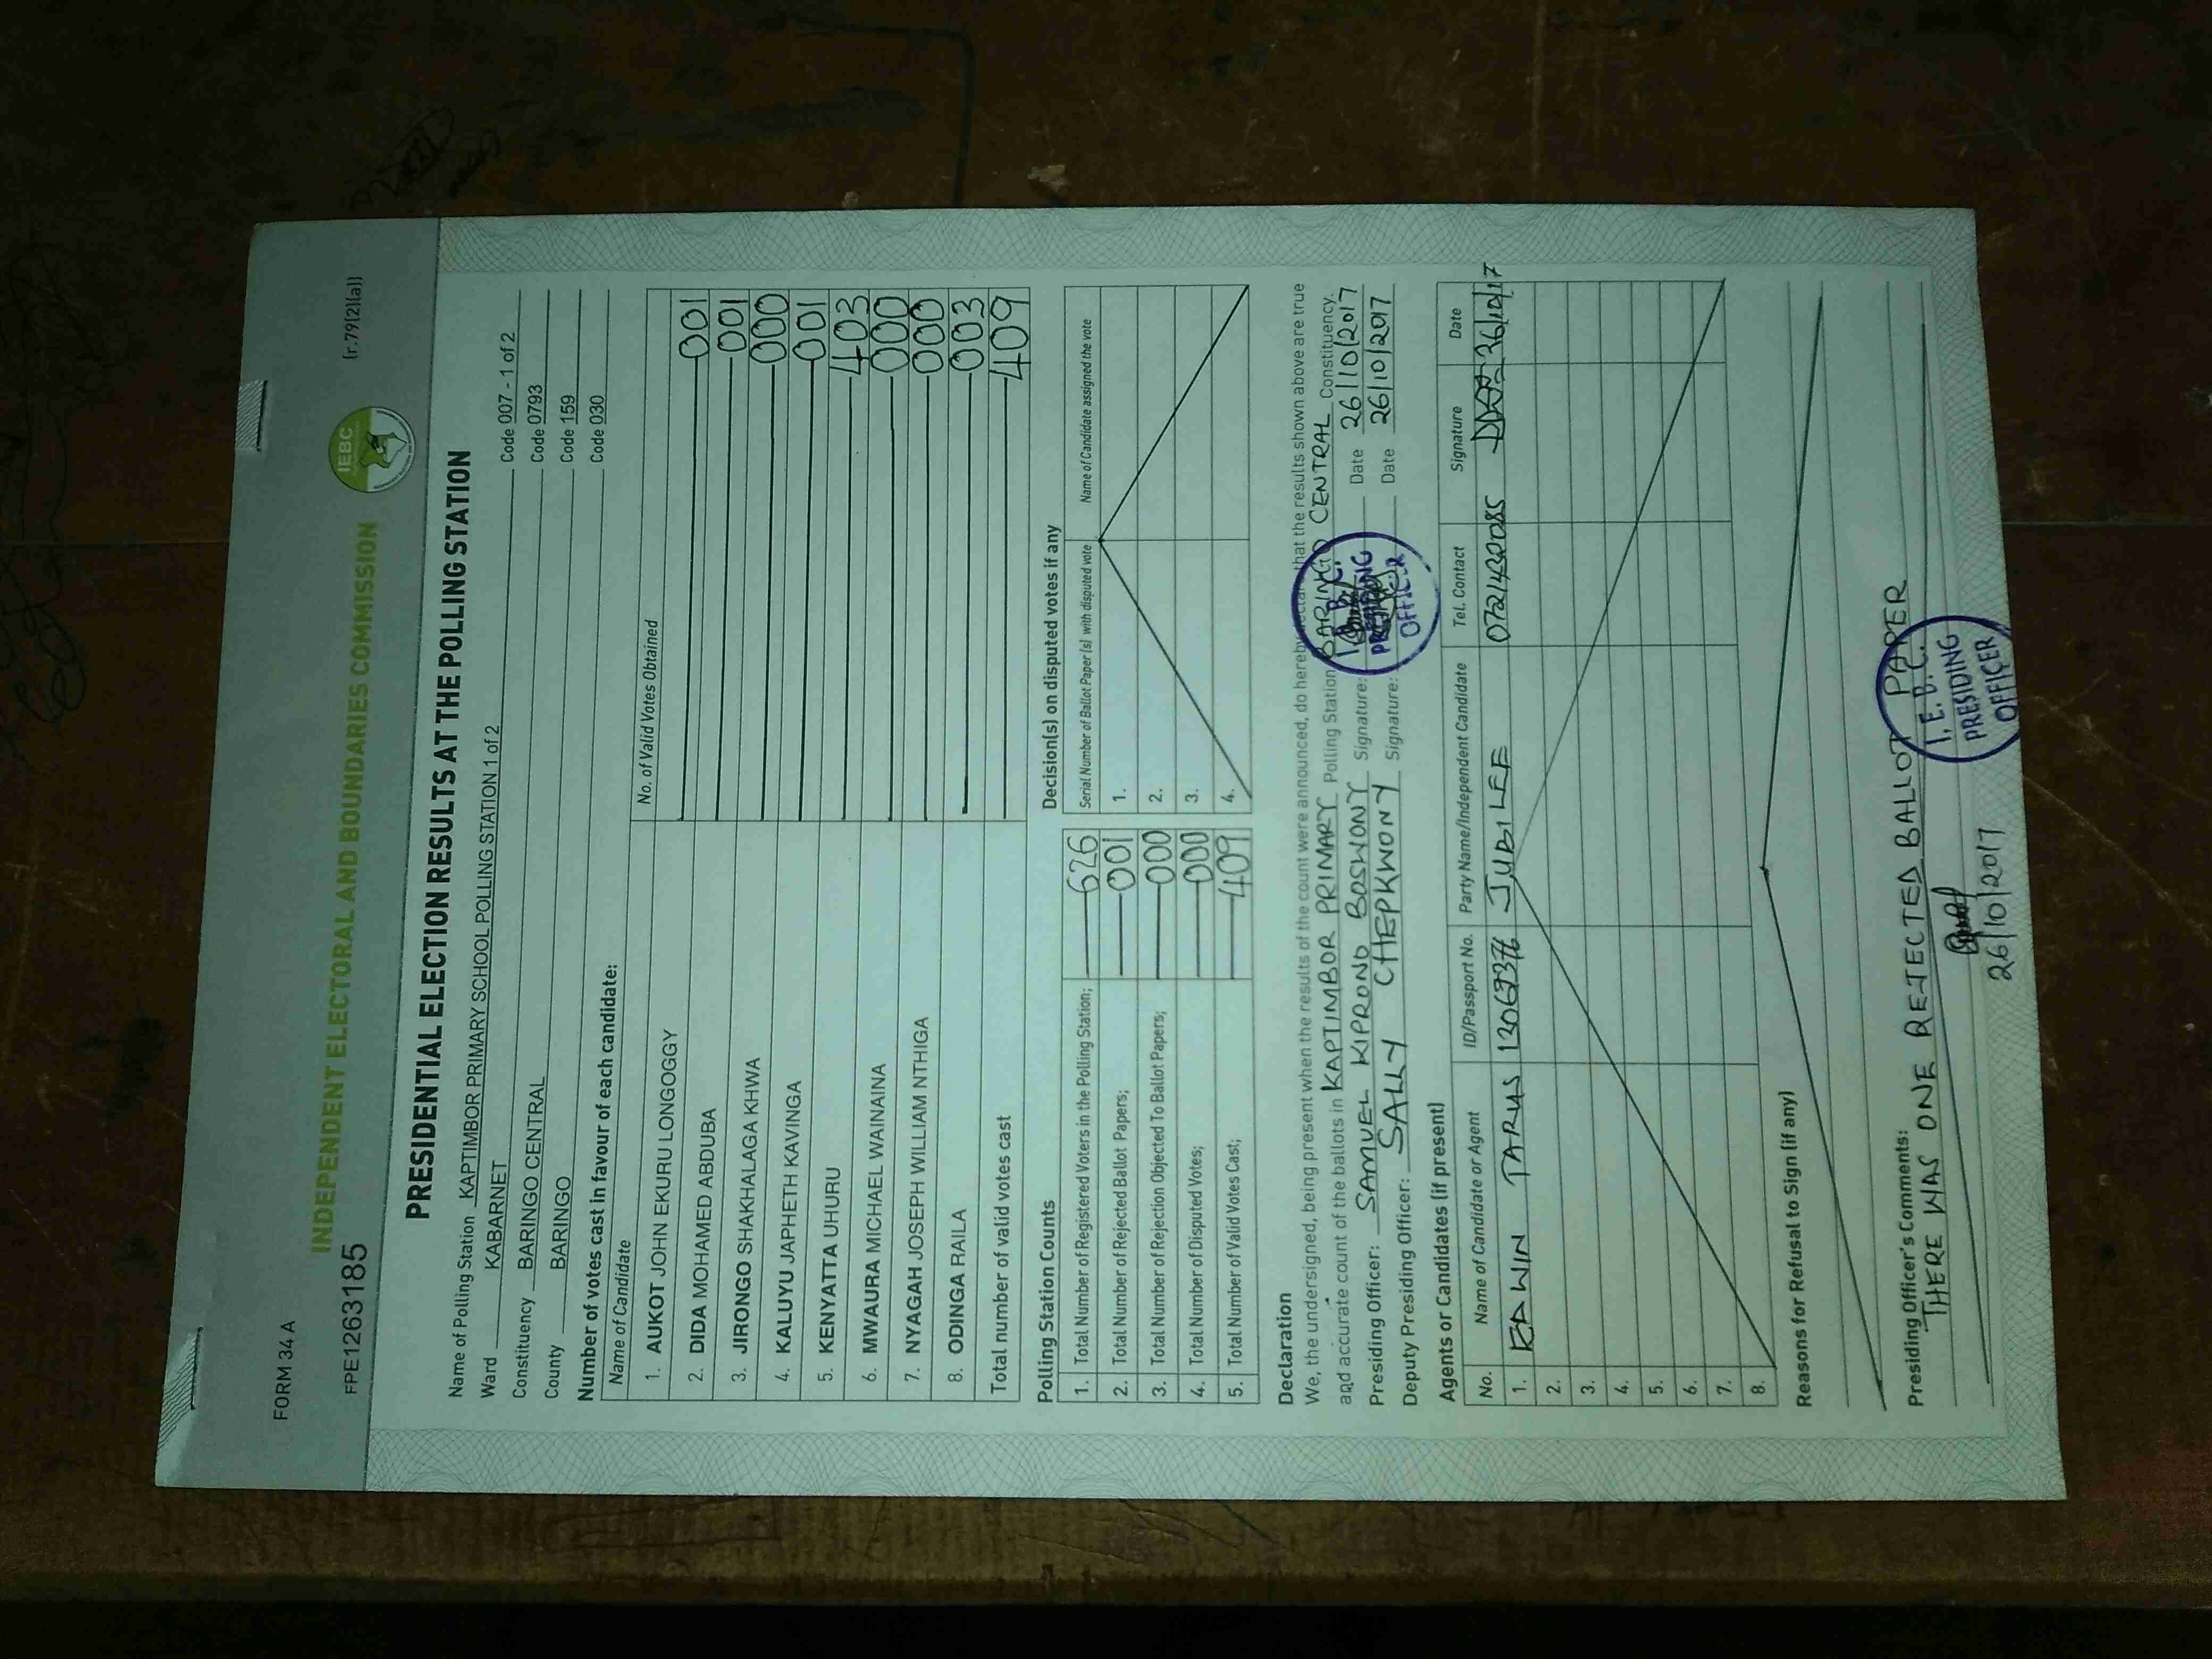 FORM 34 A
(r.79(2)(a))
INDEPENDENT ELECTORAL AND BOUNDARIES COMMISSION
IEBC
FPE1263185
PRESIDENTIAL ELECTION RESULTS AT THE POLLING STATION
Name of Polling Station KAPTIMBOR PRIMARY SCHOOL POLLING STATION 1 of 2 Code 007 - 1 of 2
Ward KABARNET Code 0793
Constituency BARINGO CENTRAL Code 159
County BARINGO Code 030
Number of votes cast in favour of each candidate:
Name of Candidate No. of Valid Votes Obtained
1. AUKOT JOHN EKURU LONGOGGY 001
2. DIDA MOHAMED ABDUBA 001
3. JIRONGO SHAKHALAGA KHWA 000
4. KALUYU JAPHETH KAVINGA 001
5. KENYATTA UHURU 403
6. MWAURA MICHAEL WAINAINA 000
7. NYAGAH JOSEPH WILLIAM NTHIGA 000
8. ODINGA RAILA 003
Total number of valid votes cast 409
Polling Station Counts
1. Total Number of Registered Voters in the Polling Station; 626
2. Total Number of Rejected Ballot Papers; 001
3. Total Number of Rejection Objected To Ballot Papers; 000
4. Total Number of Disputed Votes; 000
5. Total Number of Valid Votes Cast; 409
Decision(s) on disputed votes if any
Serial Number of Ballot Paper (s) with disputed vote Name of Candidate assigned the vote
1.
2.
3.
4.
Declaration
We, the undersigned, being present when the results of the count were announced, do hereby declare that the results shown above are true
and accurate count of the ballots in KAPTIMBOR PRIMARY Polling Station BARINGO CENTRAL Constituency.
Presiding Officer: SAMUEL KIPRONO BOSWONY Signature: Date 26/10/2017
Deputy Presiding Officer: SALLY CHEPKWONY Signature: Date 26/10/2017
I.E.B.C.
PRESIDING
OFFICER
Agents or Candidates (if present)
No. Name of Candidate or Agent ID/Passport No. Party Name/Independent Candidate Tel. Contact Signature Date
1. EDWIN TARUS 13067376 JUBILEE 0721432085 26/10/17
2.
3.
4.
5.
6.
7.
8.
Reasons for Refusal to Sign (if any)
Presiding Officer's Comments:
THERE WAS ONE REJECTED BALLOT PAPER
26/10/2017
I.E.B.C.
PRESIDING
OFFICER